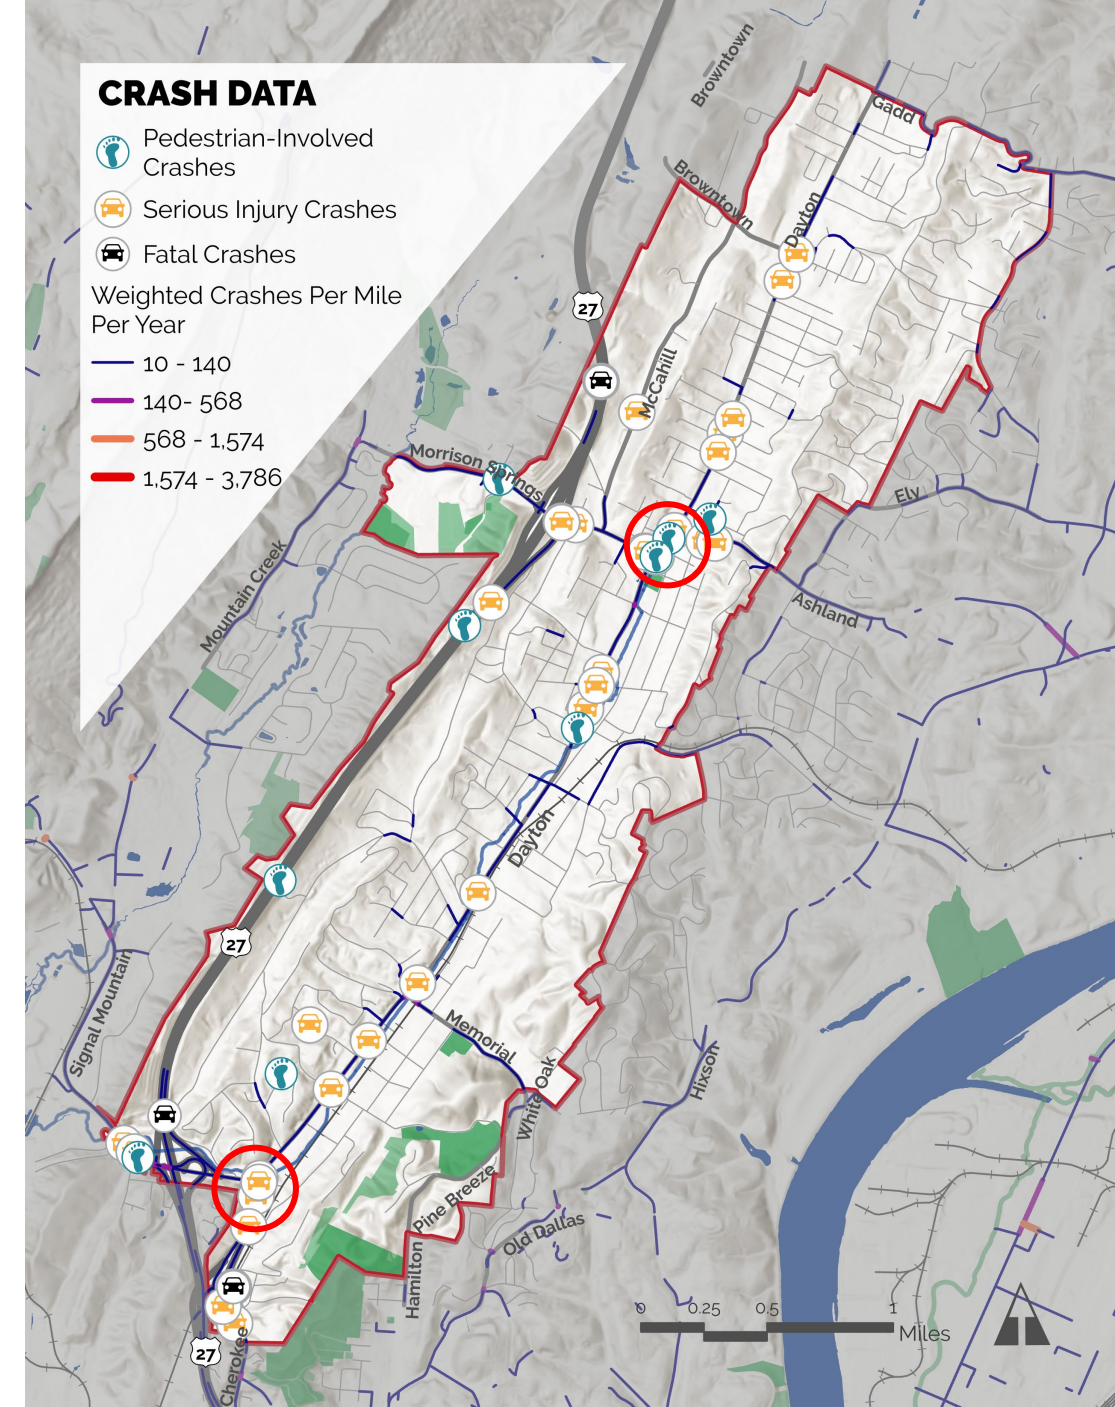 CRASH DATA
Pedestrian-Involved
Crashes
Serious Injury Crashes
Fatal Crashes
Weighted Crashes Per Mile
Per Year
10 - 140
140- 568
568 - 1,574
1,574 - 3,786
Browntown
Gadd
Browntown
Dayton
27
McCahill
Morrison Springs
Ely
Mountain Creek
Ashland
Dayton
27
Signal Mountain
Memorial
White Oak
Hixson
Pine Breeze
Old Dallas
Hamilton
0 0.25 0.5 1
Miles
27
Cherokee